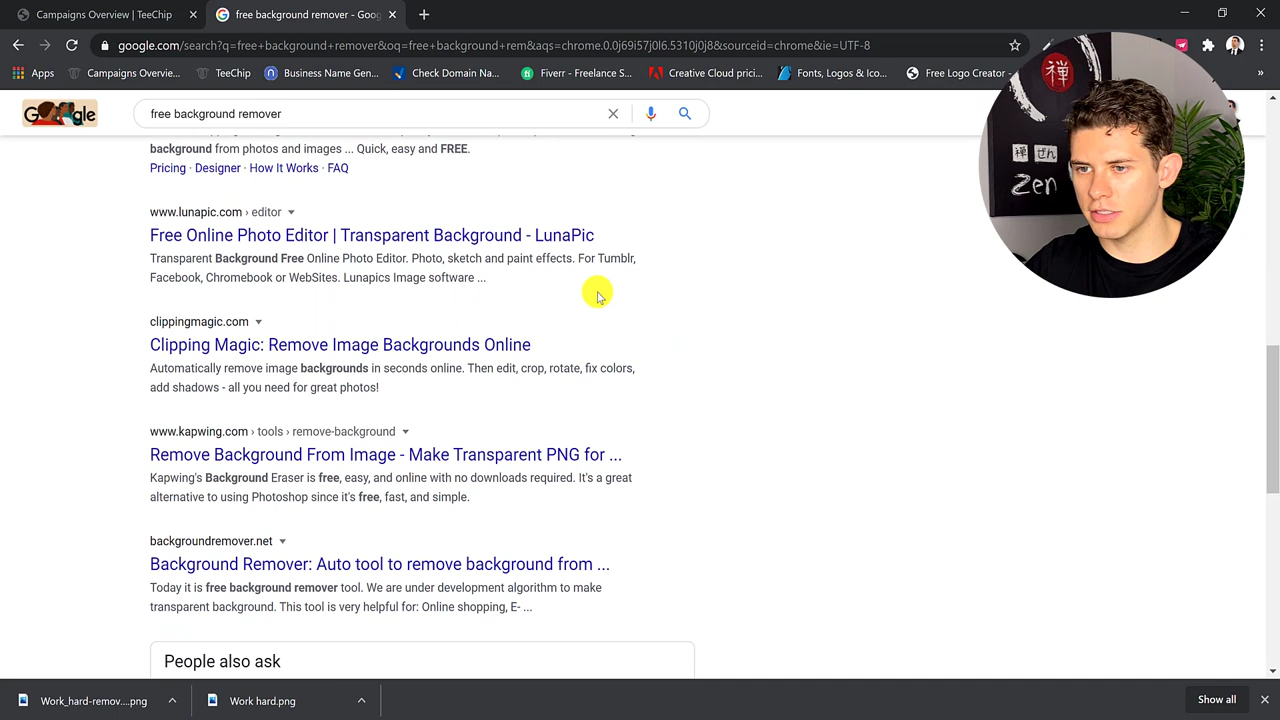 Campaigns Overview | TeeChip
free background remover - Goog
google.com/search?q=free+background+remover&oq=free+background+rem&aqs=chrome.0.0j69i57j0l6.5310j0j8&sourceid=chrome&ie=UTF-8
Apps Campaigns Overvie... TeeChip Business Name Gen... Check Domain Na... Fiverr - Freelance S... Creative Cloud prici... Fonts, Logos & Ico... Free Logo Creator -
Google
free background remover
禅
禅 ぜん
Zen
background from photos and images ... Quick, easy and FREE.
Pricing · Designer · How It Works · FAQ
www.lunapic.com › editor
Free Online Photo Editor | Transparent Background - LunaPic
Transparent Background Free Online Photo Editor. Photo, sketch and paint effects. For Tumblr,
Facebook, Chromebook or WebSites. Lunapics Image software ...
clippingmagic.com
Clipping Magic: Remove Image Backgrounds Online
Automatically remove image backgrounds in seconds online. Then edit, crop, rotate, fix colors,
add shadows - all you need for great photos!
www.kapwing.com › tools › remove-background
Remove Background From Image - Make Transparent PNG for ...
Kapwing's Background Eraser is free, easy, and online with no downloads required. It's a great
alternative to using Photoshop since it's free, fast, and simple.
backgroundremover.net
Background Remover: Auto tool to remove background from ...
Today it is free background remover tool. We are under development algorithm to make
transparent background. This tool is very helpful for: Online shopping, E- ...
People also ask
Work_hard-remov....png
Work hard.png
Show all